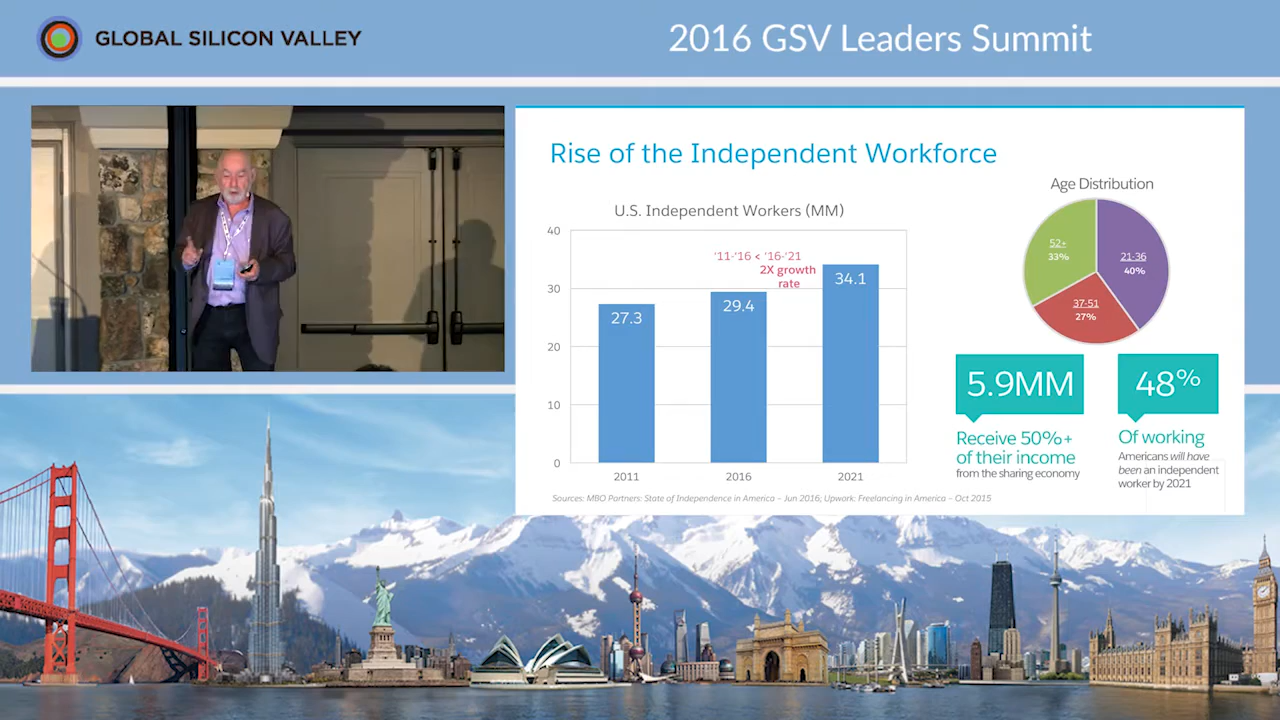 GLOBAL SILICON VALLEY
2016 GSV Leaders Summit
Rise of the Independent Workforce
U.S. Independent Workers (MM)
40
30
20
10
0
'11-'16 < '16-'21
2X growth
rate
27.3
29.4
34.1
2011
2016
2021
Sources: MBO Partners: State of Independence in America – Jun 2016; Upwork: Freelancing in America – Oct 2015
Age Distribution
52+
33%
21-36
40%
37-51
27%
5.9MM
Receive 50%+
of their income
from the sharing economy
48%
Of working
Americans will have
been an independent
worker by 2021